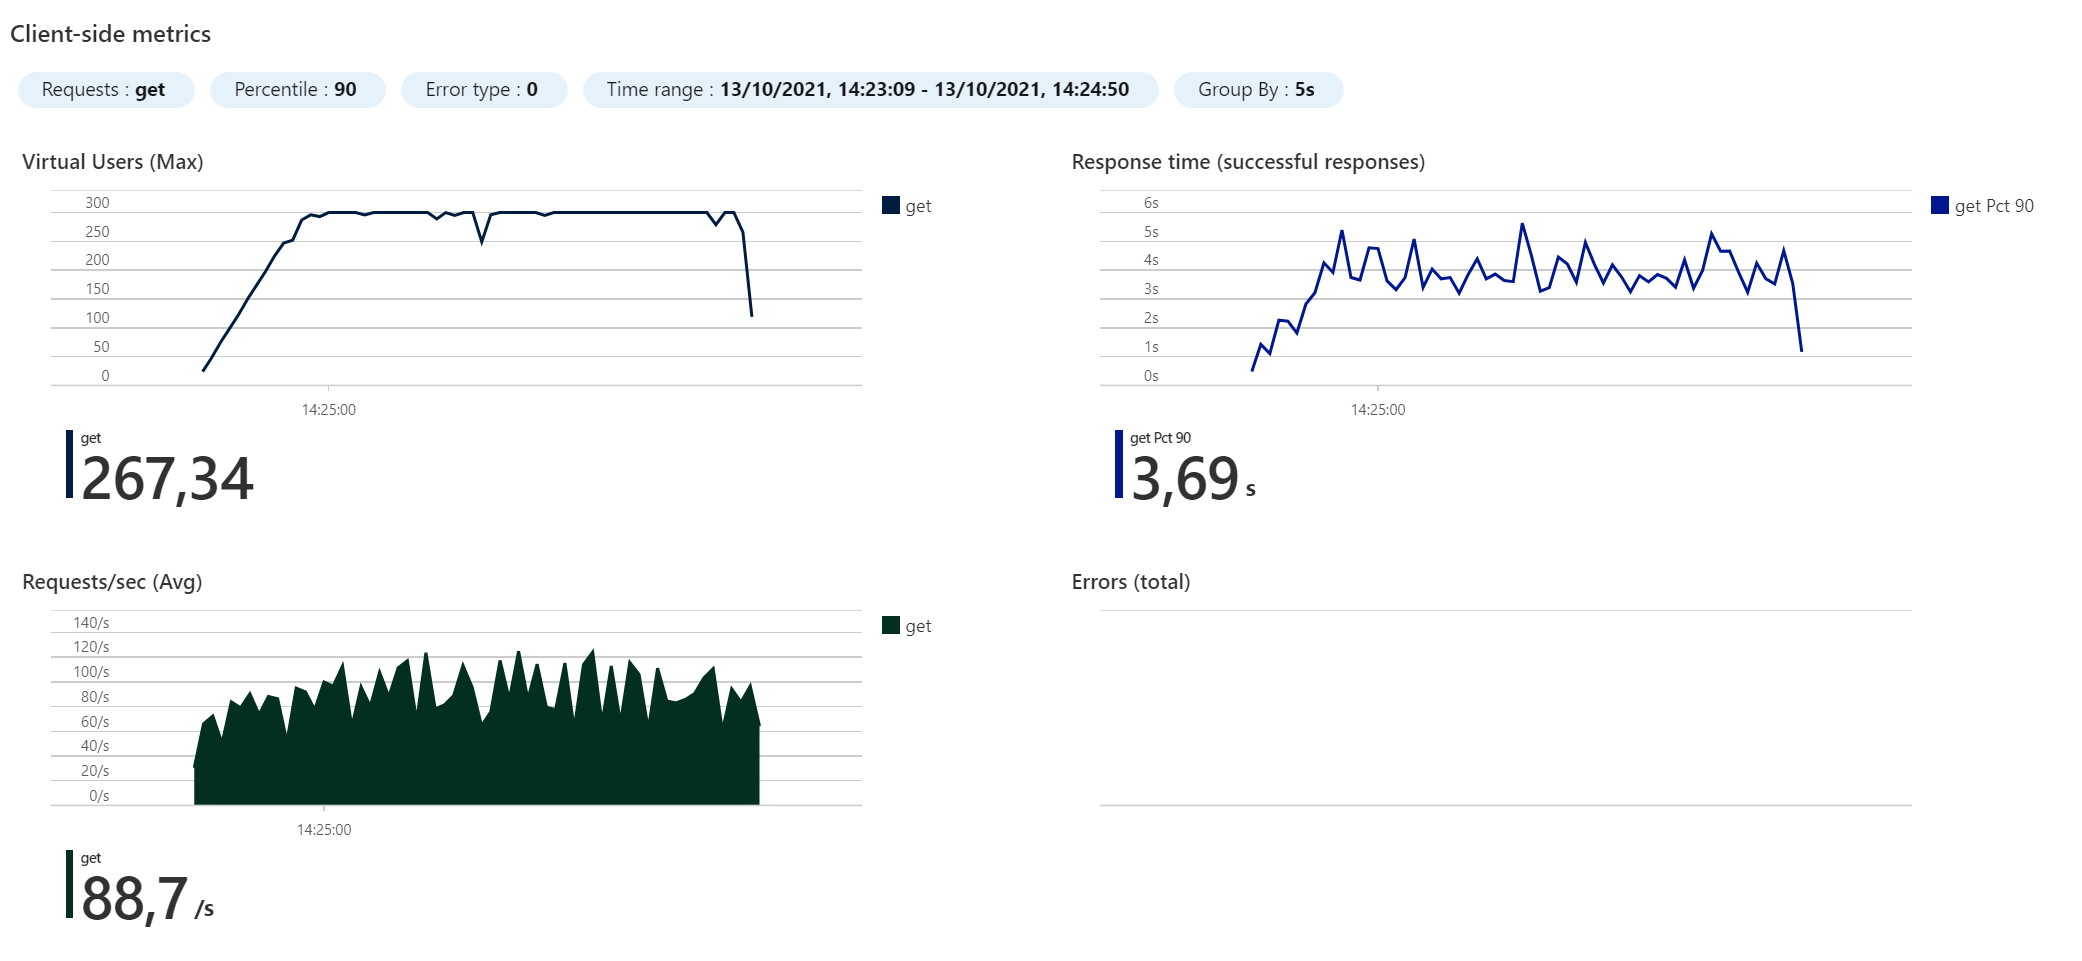 Client-side metrics
Requests : get
Percentile : 90
Error type : 0
Time range : 13/10/2021, 14:23:09 - 13/10/2021, 14:24:50
Group By : 5s
Virtual Users (Max)
300
250
200
150
100
50
0
14:25:00
get
get
267,34
Response time (successful responses)
6s
5s
4s
3s
2s
1s
0s
14:25:00
get Pct 90
get Pct 90
3,69 s
Requests/sec (Avg)
140/s
120/s
100/s
80/s
60/s
40/s
20/s
0/s
14:25:00
get
get
88,7 /s
Errors (total)